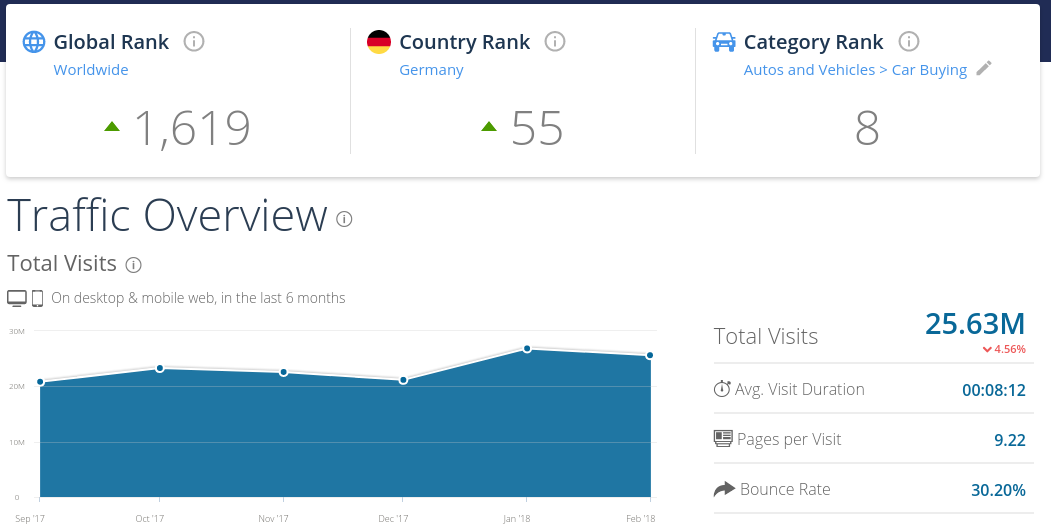 Global Rank
Worldwide
1,619
Country Rank
Germany
55
Category Rank
Autos and Vehicles > Car Buying
8
Traffic Overview
Total Visits
On desktop & mobile web, in the last 6 months
30M
20M
10M
0
Sep '17 Oct '17 Nov '17 Dec '17 Jan '18 Feb '18
Total Visits 25.63M
4.56%
Avg. Visit Duration 00:08:12
Pages per Visit 9.22
Bounce Rate 30.20%